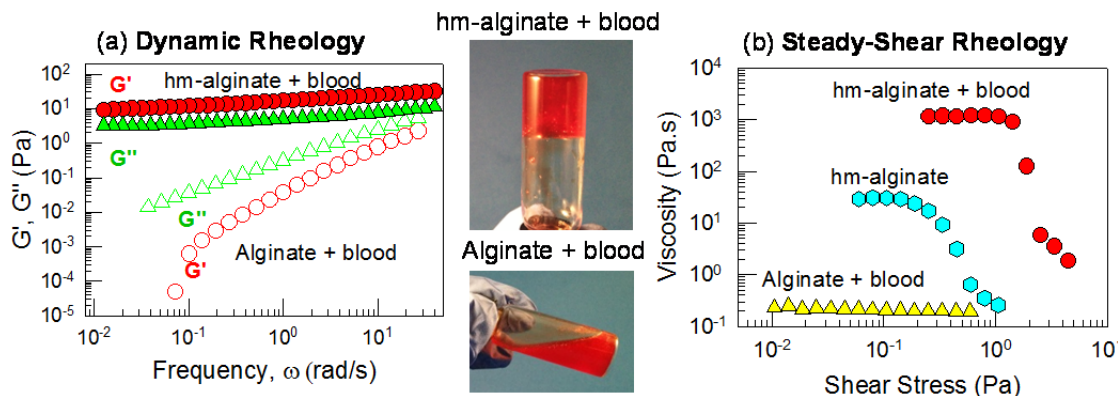 (a) Dynamic Rheology
G', G'' (Pa)
10²
10¹
10⁰
10⁻¹
10⁻²
10⁻³
10⁻⁴
10⁻⁵
G'
hm-alginate + blood
G''
G''
G'
Alginate + blood
10⁻¹
10⁰
10¹
Frequency, ω (rad/s)
hm-alginate + blood
Alginate + blood
(b) Steady-Shear Rheology
Viscosity (Pa.s)
10⁴
10³
10²
10¹
10⁰
10⁻¹
hm-alginate + blood
hm-alginate
Alginate + blood
10⁻²
10⁻¹
10⁰
10¹
Shear Stress (Pa)